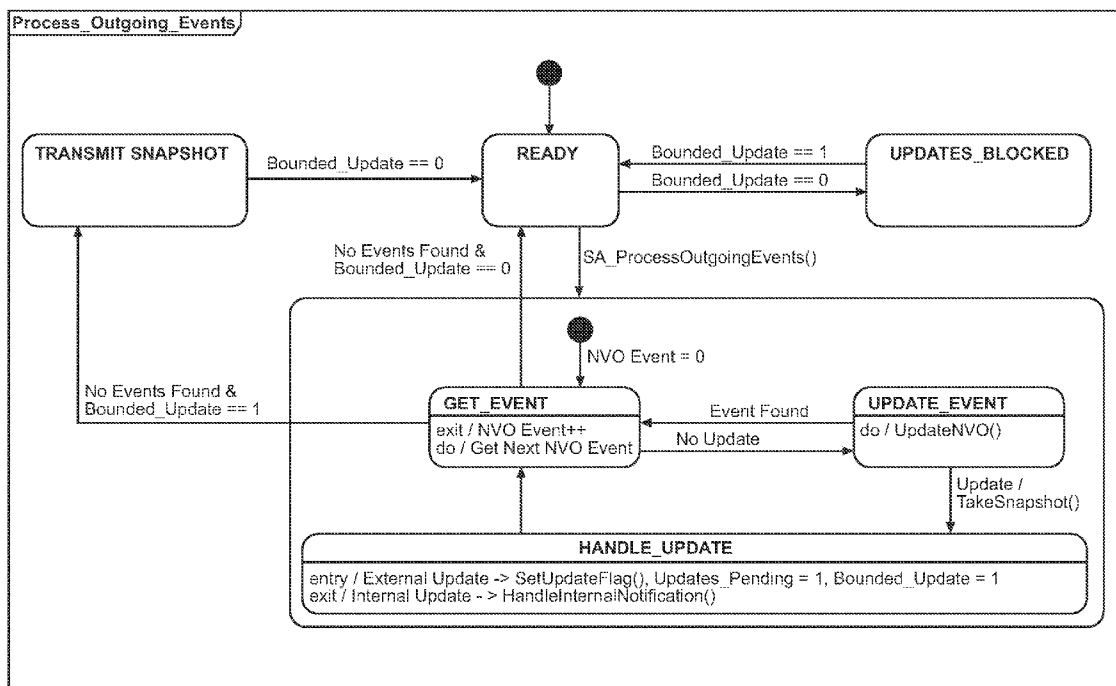 Process_Outgoing_Events
TRANSMIT SNAPSHOT
Bounded_Update == 0
READY
Bounded_Update == 1
Bounded_Update == 0
UPDATES_BLOCKED
No Events Found &
Bounded_Update == 0
SA_ProcessOutgoingEvents()
NVO Event = 0
No Events Found &
Bounded_Update == 1
GET_EVENT
exit / NVO Event++
do / Get Next NVO Event
Event Found
No Update
UPDATE_EVENT
do / UpdateNVO()
Update /
TakeSnapshot()
HANDLE_UPDATE
entry / External Update -> SetUpdateFlag(), Updates_Pending = 1, Bounded_Update = 1
exit / Internal Update - > HandleInternalNotification()